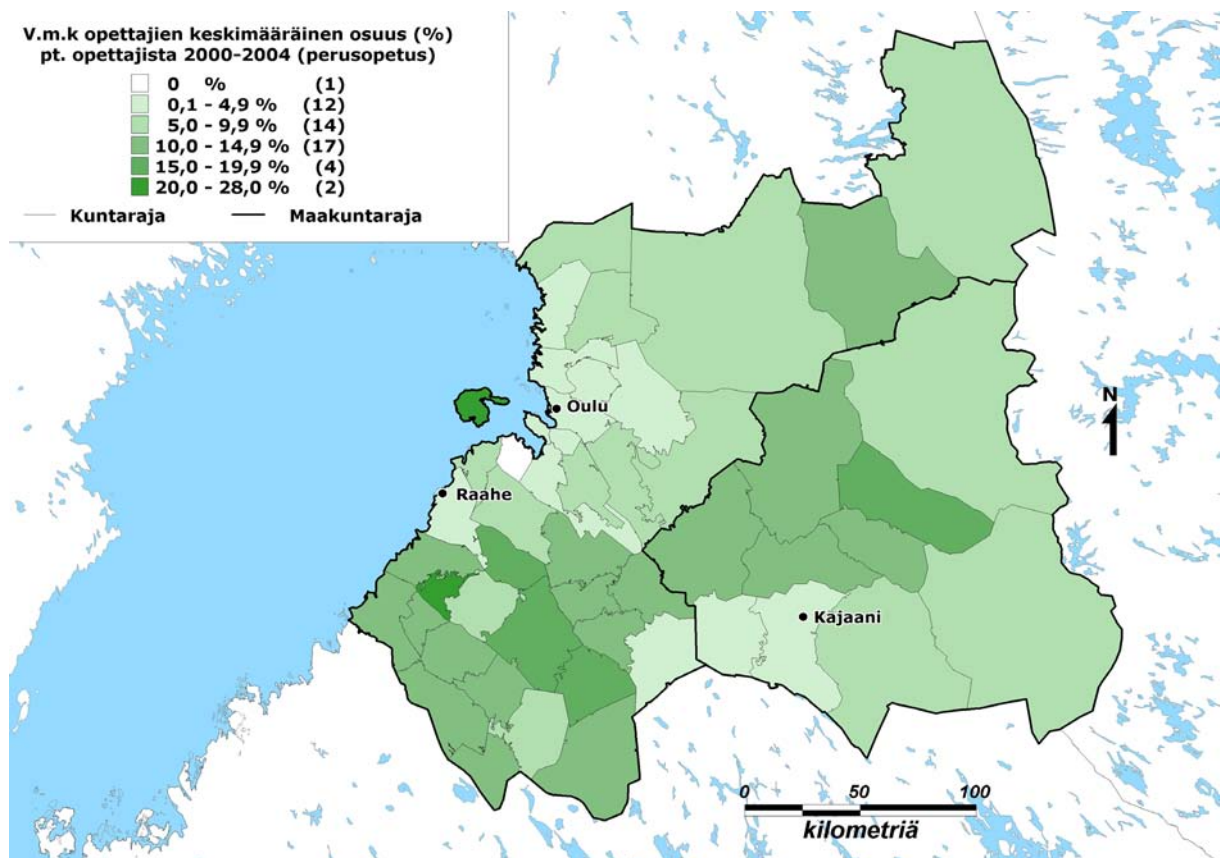 V.m.k opettajien keskimääräinen osuus (%)
pt. opettajista 2000-2004 (perusopetus)
0 % (1)
0,1 - 4,9 % (12)
5,0 - 9,9 % (14)
10,0 - 14,9 % (17)
15,0 - 19,9 % (4)
20,0 - 28,0 % (2)
Kuntaraja Maakuntaraja
N
Oulu
Raahe
Kajaani
0 50 100
kilometriä